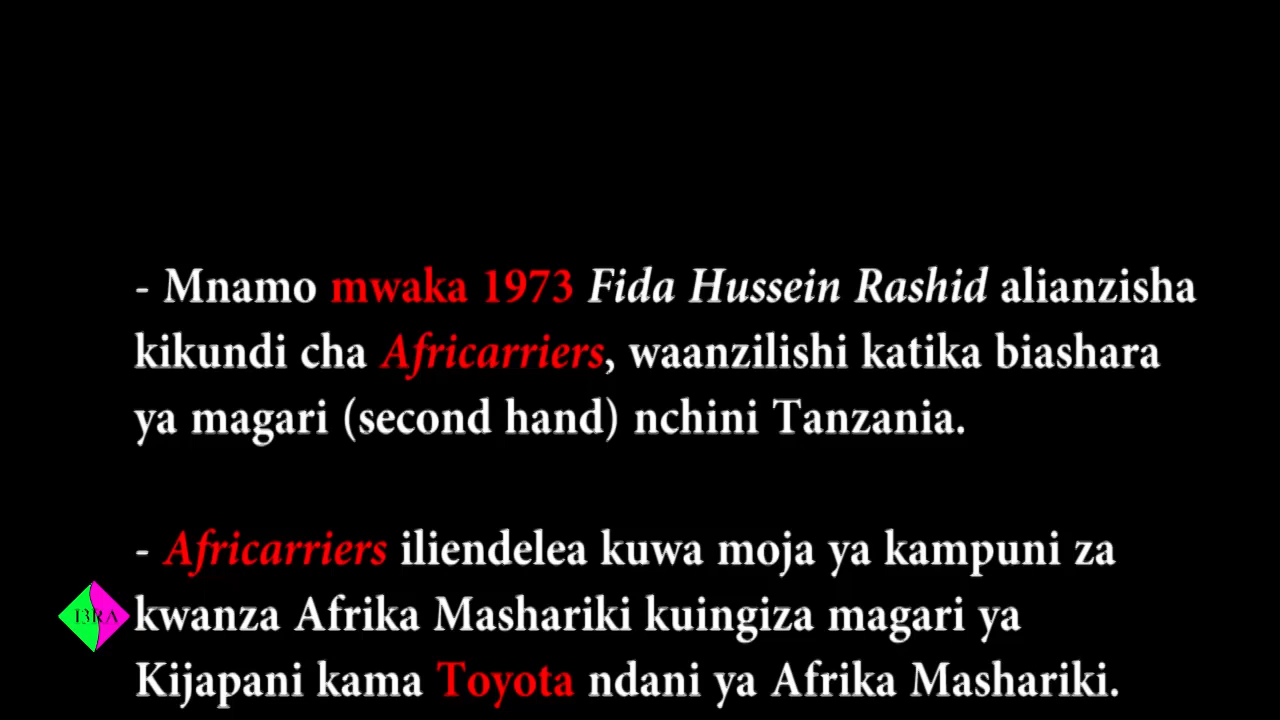 - Mnamo mwaka 1973 Fida Hussein Rashid alianzisha
kikundi cha Africarriers, waanzilishi katika biashara
ya magari (second hand) nchini Tanzania.
- Africarriers iliendelea kuwa moja ya kampuni za
kwanza Afrika Mashariki kuingiza magari ya
Kijapani kama Toyota ndani ya Afrika Mashariki.